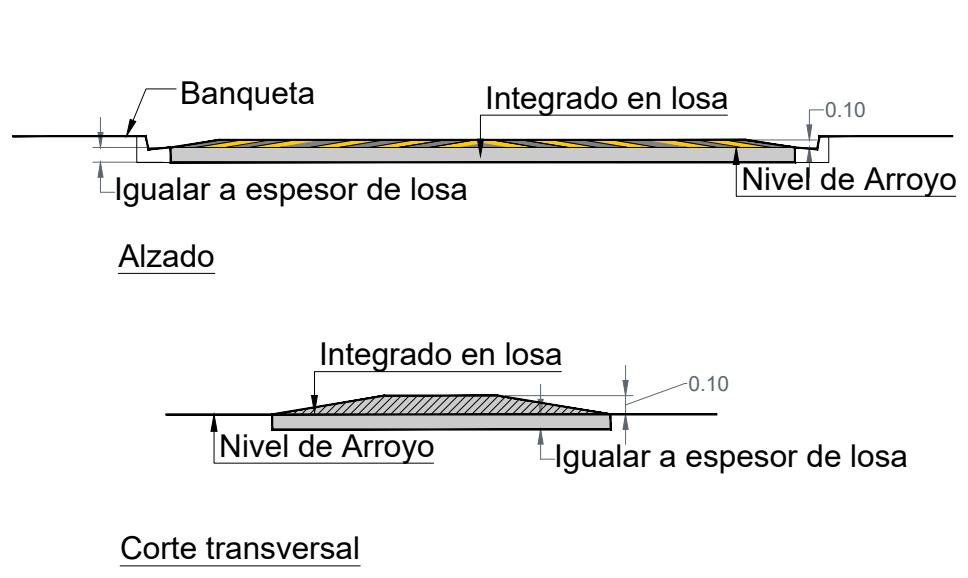 Banqueta
Integrado en losa
0.10
Igualar a espesor de losa
Nivel de Arroyo
Alzado
Integrado en losa
0.10
Nivel de Arroyo
Igualar a espesor de losa
Corte transversal